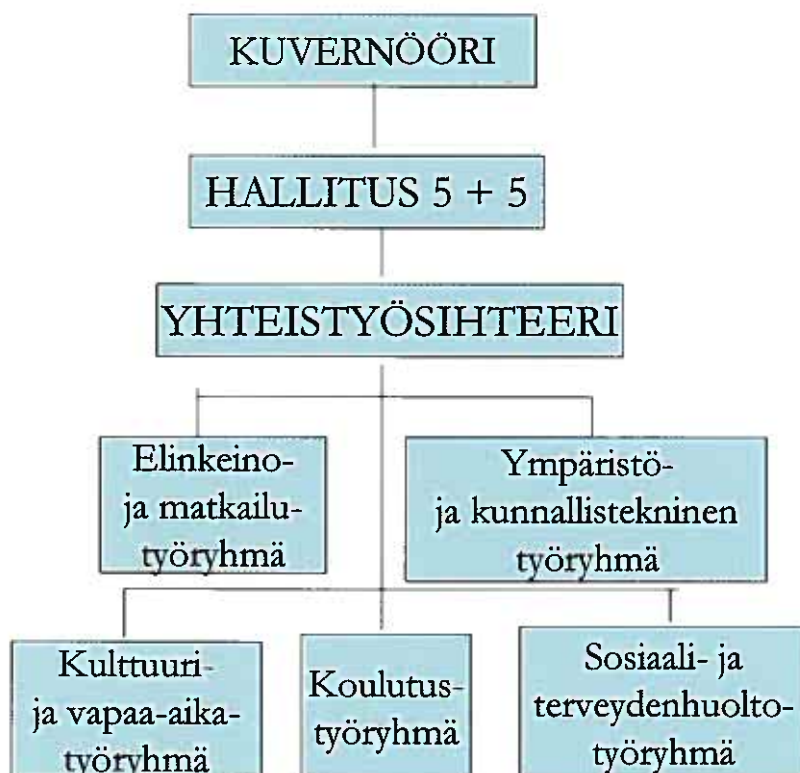 KUVERNÖÖRI
HALLITUS 5 + 5
YHTEISTYÖSIHTEERI
Elinkeino-
ja matkailu-
työryhmä
Ympäristö-
ja kunnallistekninen
työryhmä
Kulttuuri-
ja vapaa-aika-
työryhmä
Koulutus-
työryhmä
Sosiaali- ja
terveydenhuolto-
työryhmä